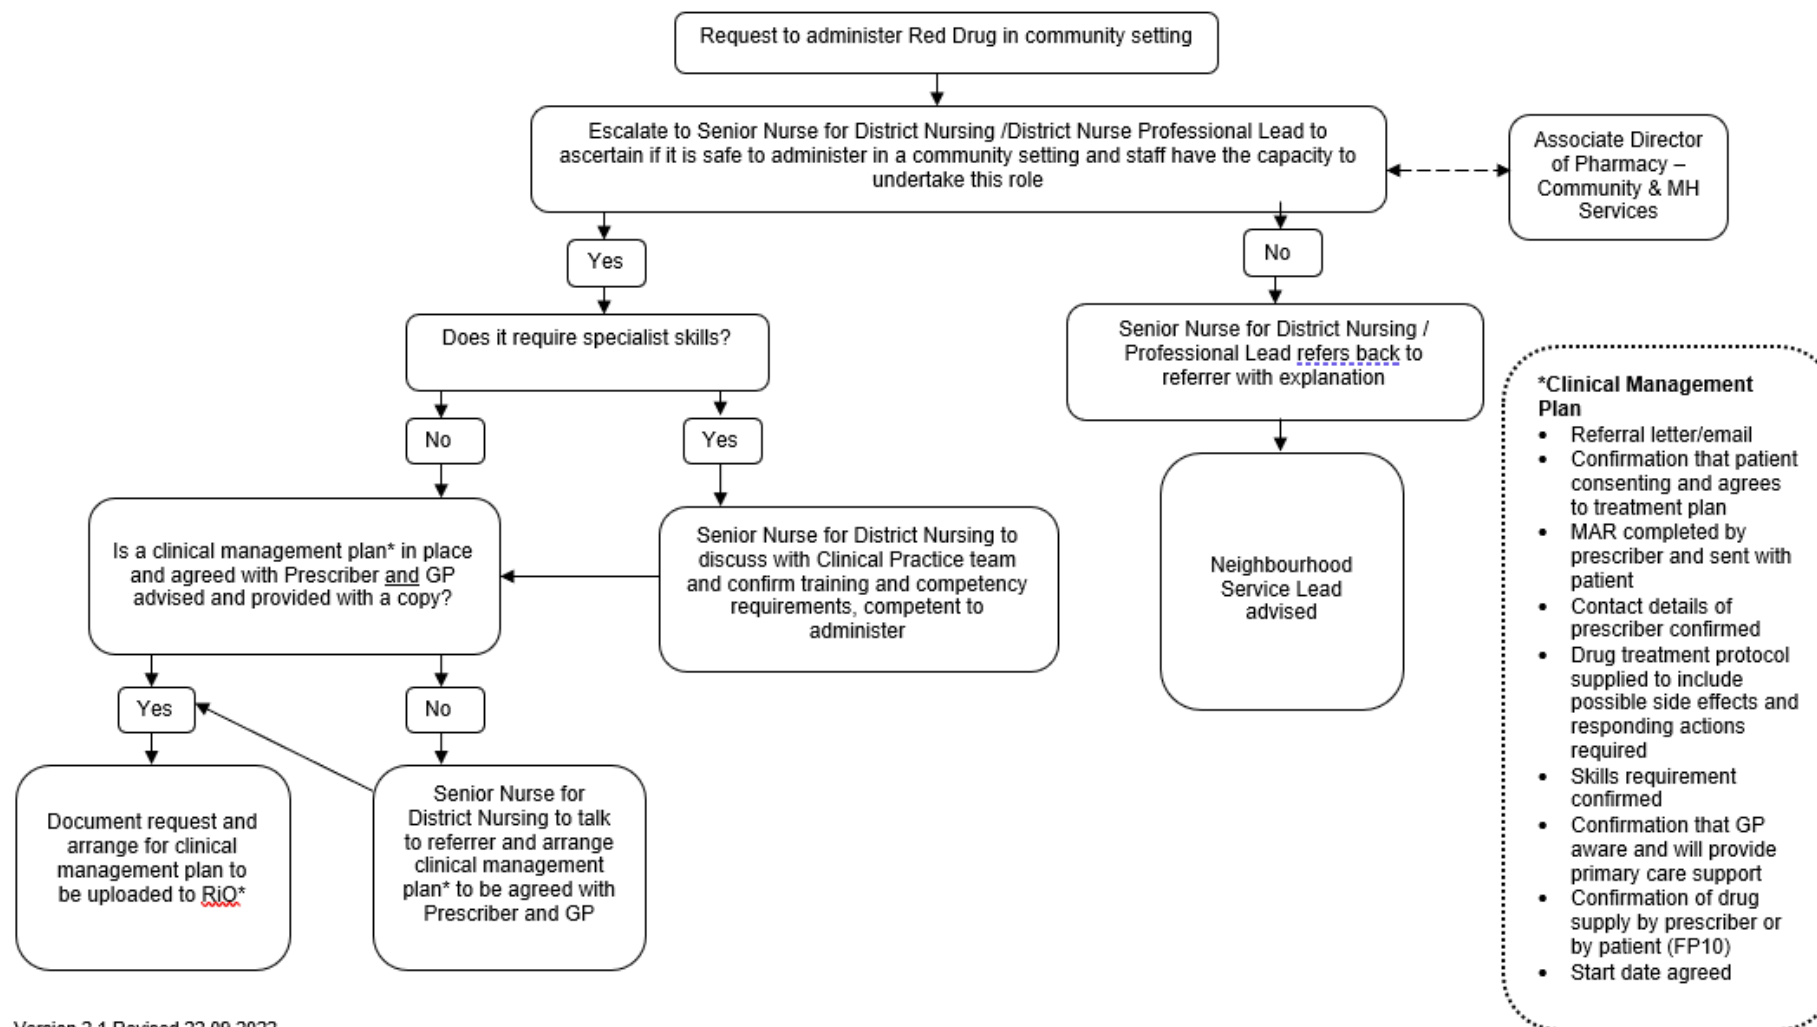 Request to administer Red Drug in community setting
Escalate to Senior Nurse for District Nursing /District Nurse Professional Lead to
ascertain if it is safe to administer in a community setting and staff have the capacity to
undertake this role
Associate Director
of Pharmacy –
Community & MH
Services
Yes
No
Does it require specialist skills?
Senior Nurse for District Nursing /
Professional Lead refers back to
referrer with explanation
No
Yes
Is a clinical management plan* in place
and agreed with Prescriber and GP
advised and provided with a copy?
Senior Nurse for District Nursing to
discuss with Clinical Practice team
and confirm training and competency
requirements, competent to
administer
Neighbourhood
Service Lead
advised
Yes
No
Document request and
arrange for clinical
management plan to
be uploaded to RiO*
Senior Nurse for
District Nursing to talk
to referrer and arrange
clinical management
plan* to be agreed with
Prescriber and GP
*Clinical Management
Plan
• Referral letter/email
• Confirmation that patient
consenting and agrees
to treatment plan
• MAR completed by
prescriber and sent with
patient
• Contact details of
prescriber confirmed
• Drug treatment protocol
supplied to include
possible side effects and
responding actions
required
• Skills requirement
confirmed
• Confirmation that GP
aware and will provide
primary care support
• Confirmation of drug
supply by prescriber or
by patient (FP10)
• Start date agreed
Version 2.1 Revised